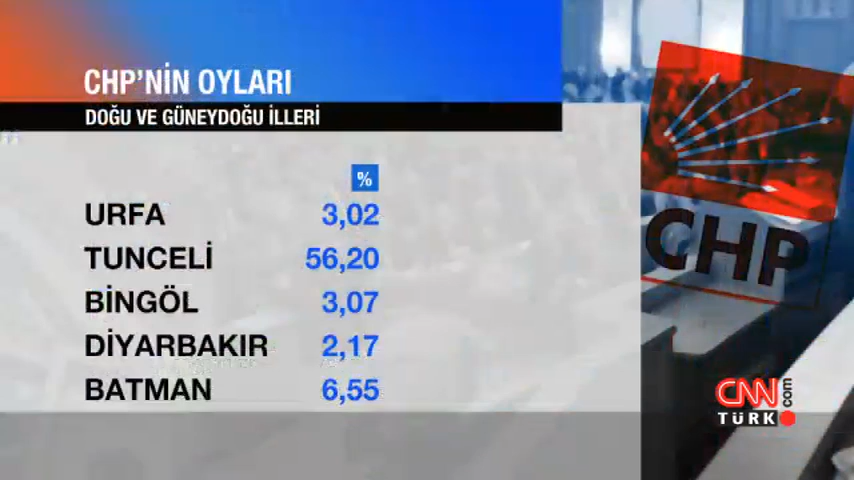 CHP'NİN OYLARI
DOĞU VE GÜNEYDOĞU İLLERİ
%
URFA 3,02
TUNCELİ 56,20
BİNGÖL 3,07
DİYARBAKIR 2,17
BATMAN 6,55
CHP
CNN.com
TÜRK